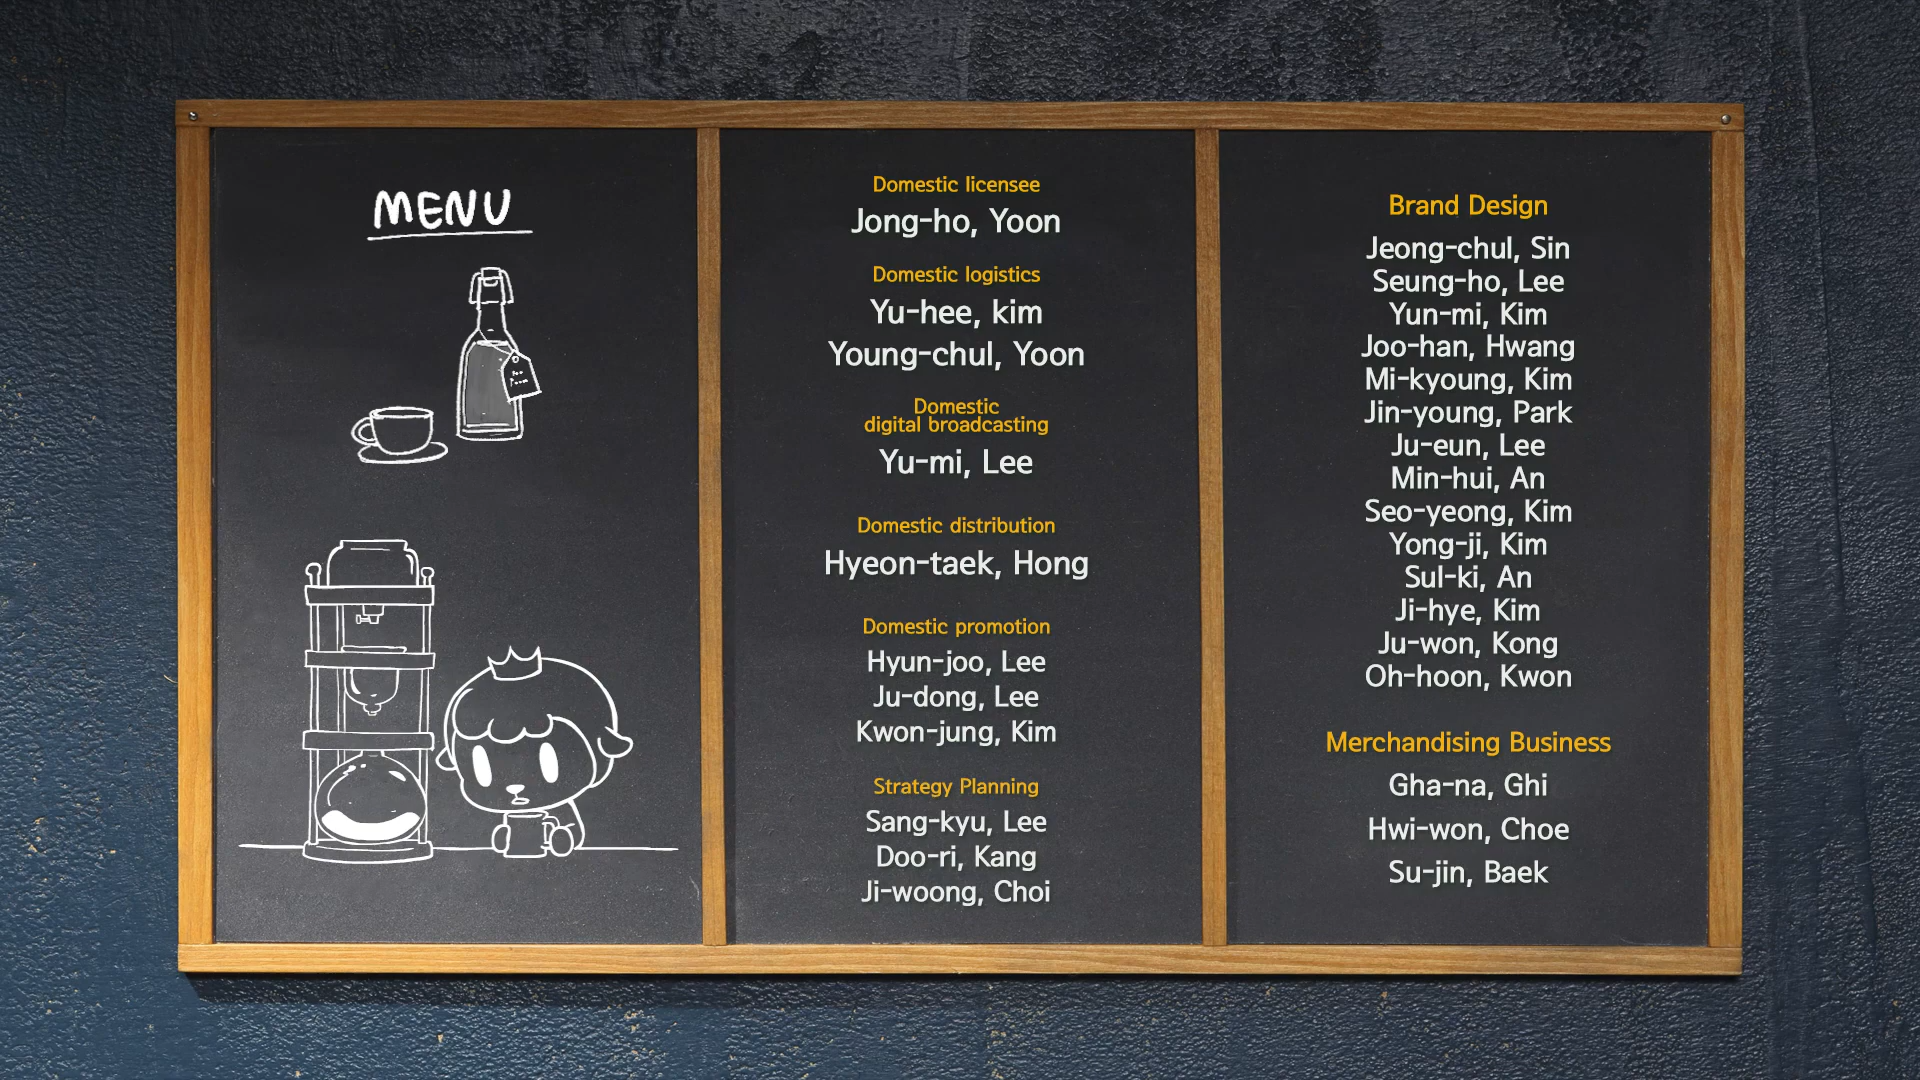 MENU
Domestic licensee
Jong-ho, Yoon
Domestic logistics
Yu-hee, kim
Young-chul, Yoon
Domestic
digital broadcasting
Yu-mi, Lee
Domestic distribution
Hyeon-taek, Hong
Domestic promotion
Hyun-joo, Lee
Ju-dong, Lee
Kwon-jung, Kim
Strategy Planning
Sang-kyu, Lee
Doo-ri, Kang
Ji-woong, Choi
Brand Design
Jeong-chul, Sin
Seung-ho, Lee
Yun-mi, Kim
Joo-han, Hwang
Mi-kyoung, Kim
Jin-young, Park
Ju-eun, Lee
Min-hui, An
Seo-yeong, Kim
Yong-ji, Kim
Sul-ki, An
Ji-hye, Kim
Ju-won, Kong
Oh-hoon, Kwon
Merchandising Business
Gha-na, Ghi
Hwi-won, Choe
Su-jin, Baek